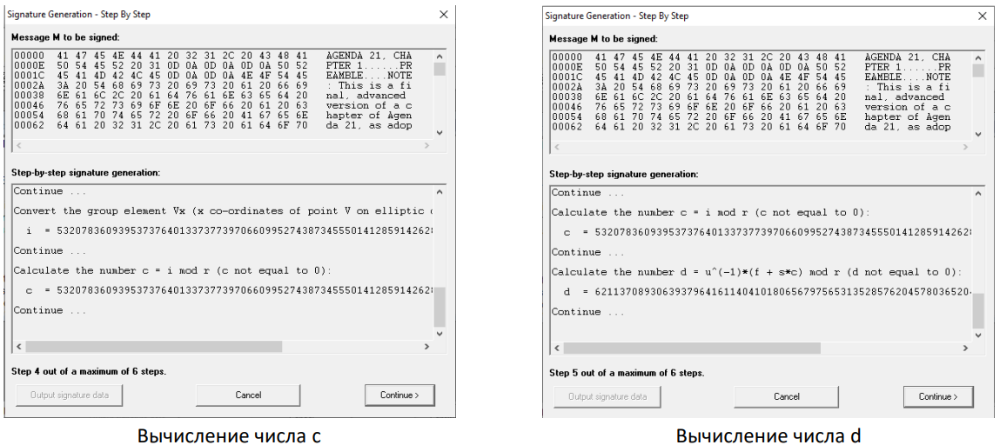 Signature Generation - Step By Step
Message M to be signed:
00000 41 47 45 4E 44 41 20 32 31 2C 20 43 48 41 AGENDA 21, CHA
0000E 50 54 45 52 20 31 0D 0A 0D 0A 0D 0A 50 52 PTER 1......PR
0001C 45 41 4D 42 4C 45 0D 0A 0D 0A 4E 4F 54 45 EAMBLE....NOTE
0002A 3A 20 54 68 69 73 20 69 73 20 61 20 66 69 : This is a fi
00038 6E 61 6C 2C 20 61 64 76 61 6E 63 65 64 20 nal, advanced
00046 76 65 72 73 69 6F 6E 20 6F 66 20 61 20 63 version of a c
00054 68 61 70 74 65 72 20 6F 66 20 41 67 65 6E hapter of Agen
00062 64 61 20 32 31 2C 20 61 73 20 61 64 6F 70 da 21, as adop
Step-by-step signature generation:
Continue ...
Convert the group element Vx (x co-ordinates of point V on elliptic
i = 53207836093953737640133737739706609952743873455501412859142628
Continue ...
Calculate the number c = i mod r (c not equal to 0):
c = 53207836093953737640133737739706609952743873455501412859142628
Continue ...
Step 4 out of a maximum of 6 steps.
Output signature data
Cancel
Continue >
Вычисление числа c
Signature Generation - Step By Step
Message M to be signed:
00000 41 47 45 4E 44 41 20 32 31 2C 20 43 48 41 AGENDA 21, CHA
0000E 50 54 45 52 20 31 0D 0A 0D 0A 0D 0A 50 52 PTER 1......PR
0001C 45 41 4D 42 4C 45 0D 0A 0D 0A 4E 4F 54 45 EAMBLE....NOTE
0002A 3A 20 54 68 69 73 20 69 73 20 61 20 66 69 : This is a fi
00038 6E 61 6C 2C 20 61 64 76 61 6E 63 65 64 20 nal, advanced
00046 76 65 72 73 69 6F 6E 20 6F 66 20 61 20 63 version of a c
00054 68 61 70 74 65 72 20 6F 66 20 41 67 65 6E hapter of Agen
00062 64 61 20 32 31 2C 20 61 73 20 61 64 6F 70 da 21, as adop
Step-by-step signature generation:
Continue ...
Calculate the number c = i mod r (c not equal to 0):
c = 53207836093953737640133737739706609952743873455501412859142628
Continue ...
Calculate the number d = u^(-1)*(f + s*c) mod r (d not equal to 0):
d = 6211370893063937964161140410180656797565313528576204578036520
Continue ...
Step 5 out of a maximum of 6 steps.
Output signature data
Cancel
Continue >
Вычисление числа d